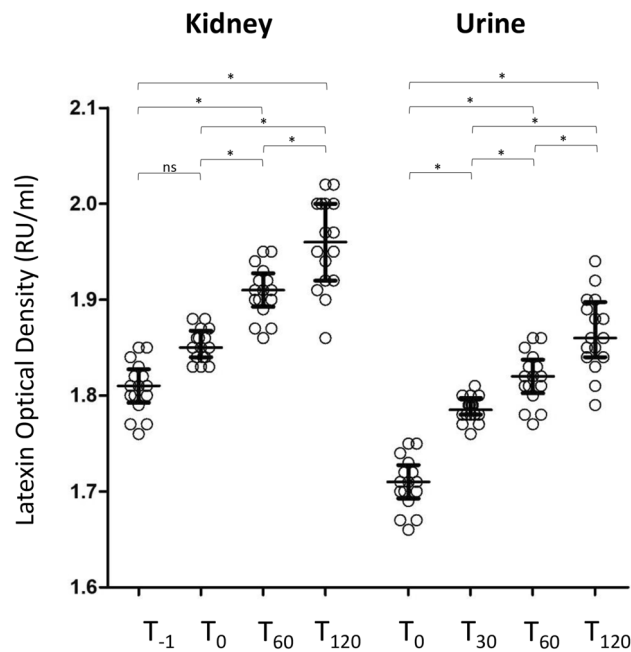 Kidney Urine
* *
* *
* *
* * * *
ns *
2.1
2.0
1.9
1.8
1.7
1.6
Latexin Optical Density (RU/ml)
T-1 T0 T60 T120 T0 T30 T60 T120